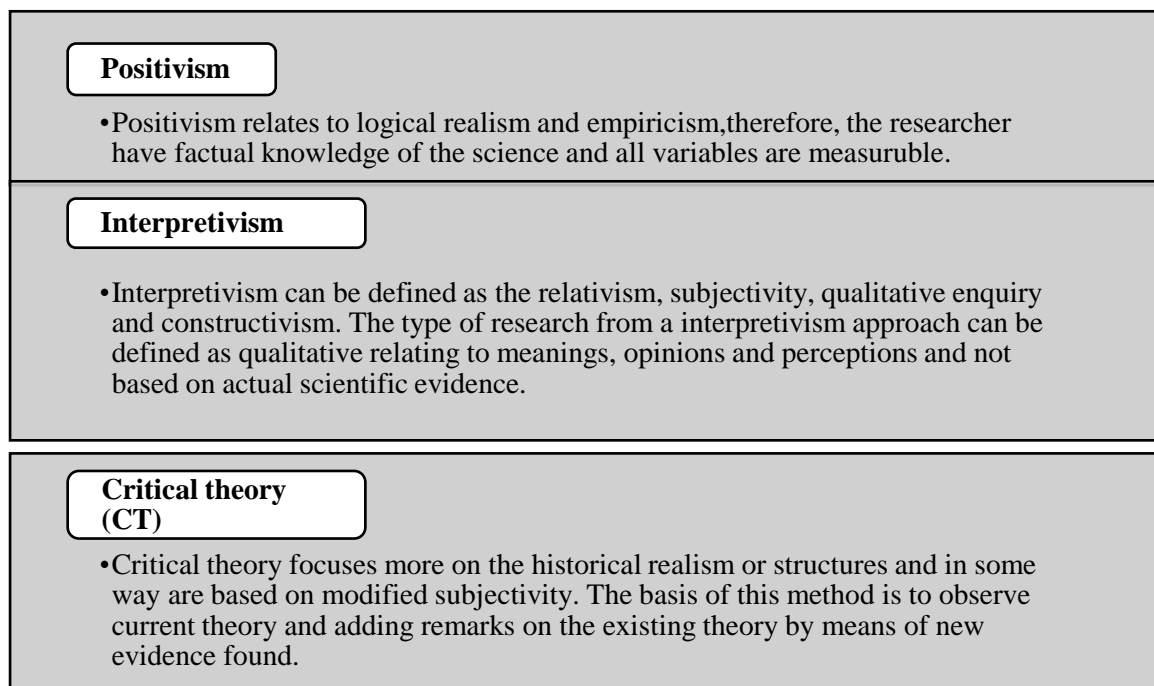 Positivism
•Positivism relates to logical realism and empiricism,therefore, the researcher
have factual knowledge of the science and all variables are measuruble.
Interpretivism
•Interpretivism can be defined as the relativism, subjectivity, qualitative enquiry
and constructivism. The type of research from a interpretivism approach can be
defined as qualitative relating to meanings, opinions and perceptions and not
based on actual scientific evidence.
Critical theory
(CT)
•Critical theory focuses more on the historical realism or structures and in some
way are based on modified subjectivity. The basis of this method is to observe
current theory and adding remarks on the existing theory by means of new
evidence found.